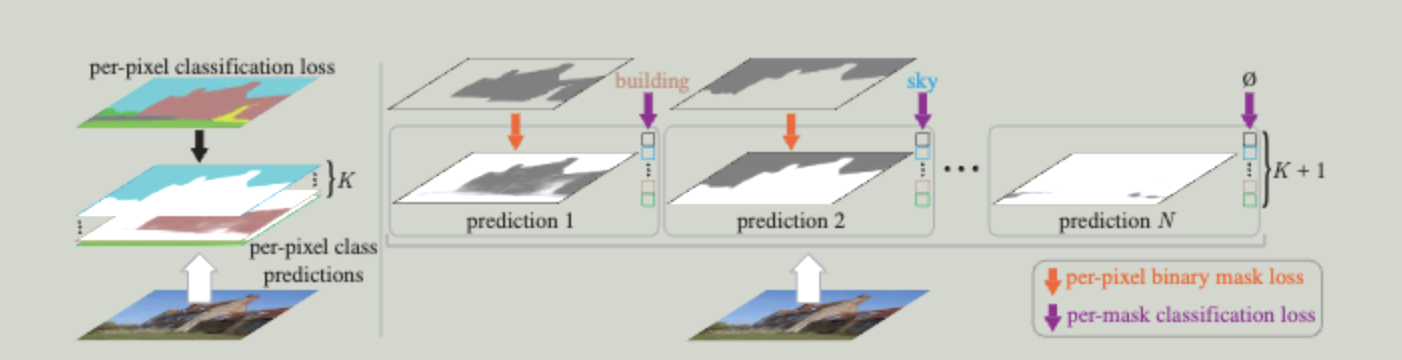 per-pixel classification loss
K
per-pixel class
predictions
building
sky
ø
...
K + 1
prediction 1
prediction 2
prediction N
per-pixel binary mask loss
per-mask classification loss